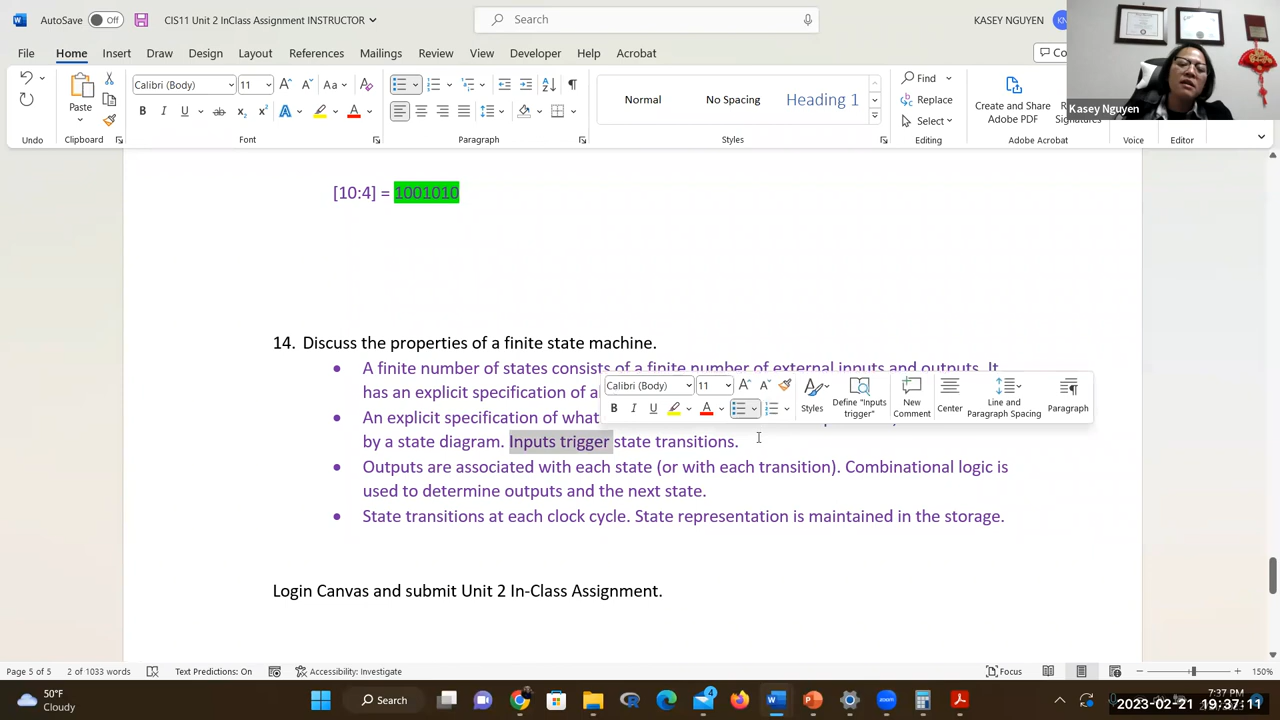 AutoSave Off CIS11 Unit 2 InClass Assignment INSTRUCTOR Search KASEY NGUYEN KN
File Home Insert Draw Design Layout References Mailings Review View Developer Help Acrobat Co
Calibri (Body) 11 Aa Find
Paste Normal No Spacing Heading 1 Replace Create and Share
Adobe PDF
Signatures
Select
Undo Clipboard Font Paragraph Styles Editing Adobe Acrobat Voice Editor
Kasey Nguyen
[10:4] = 1001010
14. Discuss the properties of a finite state machine.
• A finite number of states consists of a finite number of external inputs and outputs. It
has an explicit specification of a
• An explicit specification of what
by a state diagram. Inputs trigger state transitions.
• Outputs are associated with each state (or with each transition). Combinational logic is
used to determine outputs and the next state.
• State transitions at each clock cycle. State representation is maintained in the storage.
Calibri (Body) 11
Styles Define "Inputs trigger" New Comment Center Line and Paragraph Spacing Paragraph
Login Canvas and submit Unit 2 In-Class Assignment.
Page 5 of 5 2 of 1033 words Text Predictions: On Accessibility: Investigate Focus 150%
50°F
Cloudy
Search 4 7:37 PM
2023-02-21 19:37:11